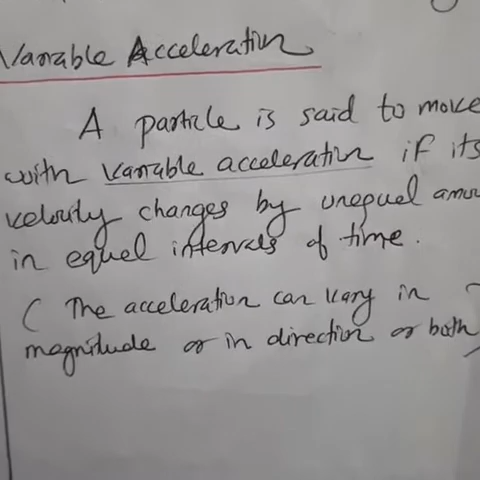 Variable Acceleration
A particle is said to move
with variable acceleration if its
velocity changes by unequal amou
in equal intervals of time.
( The acceleration can vary in
magnitude or in direction or both )